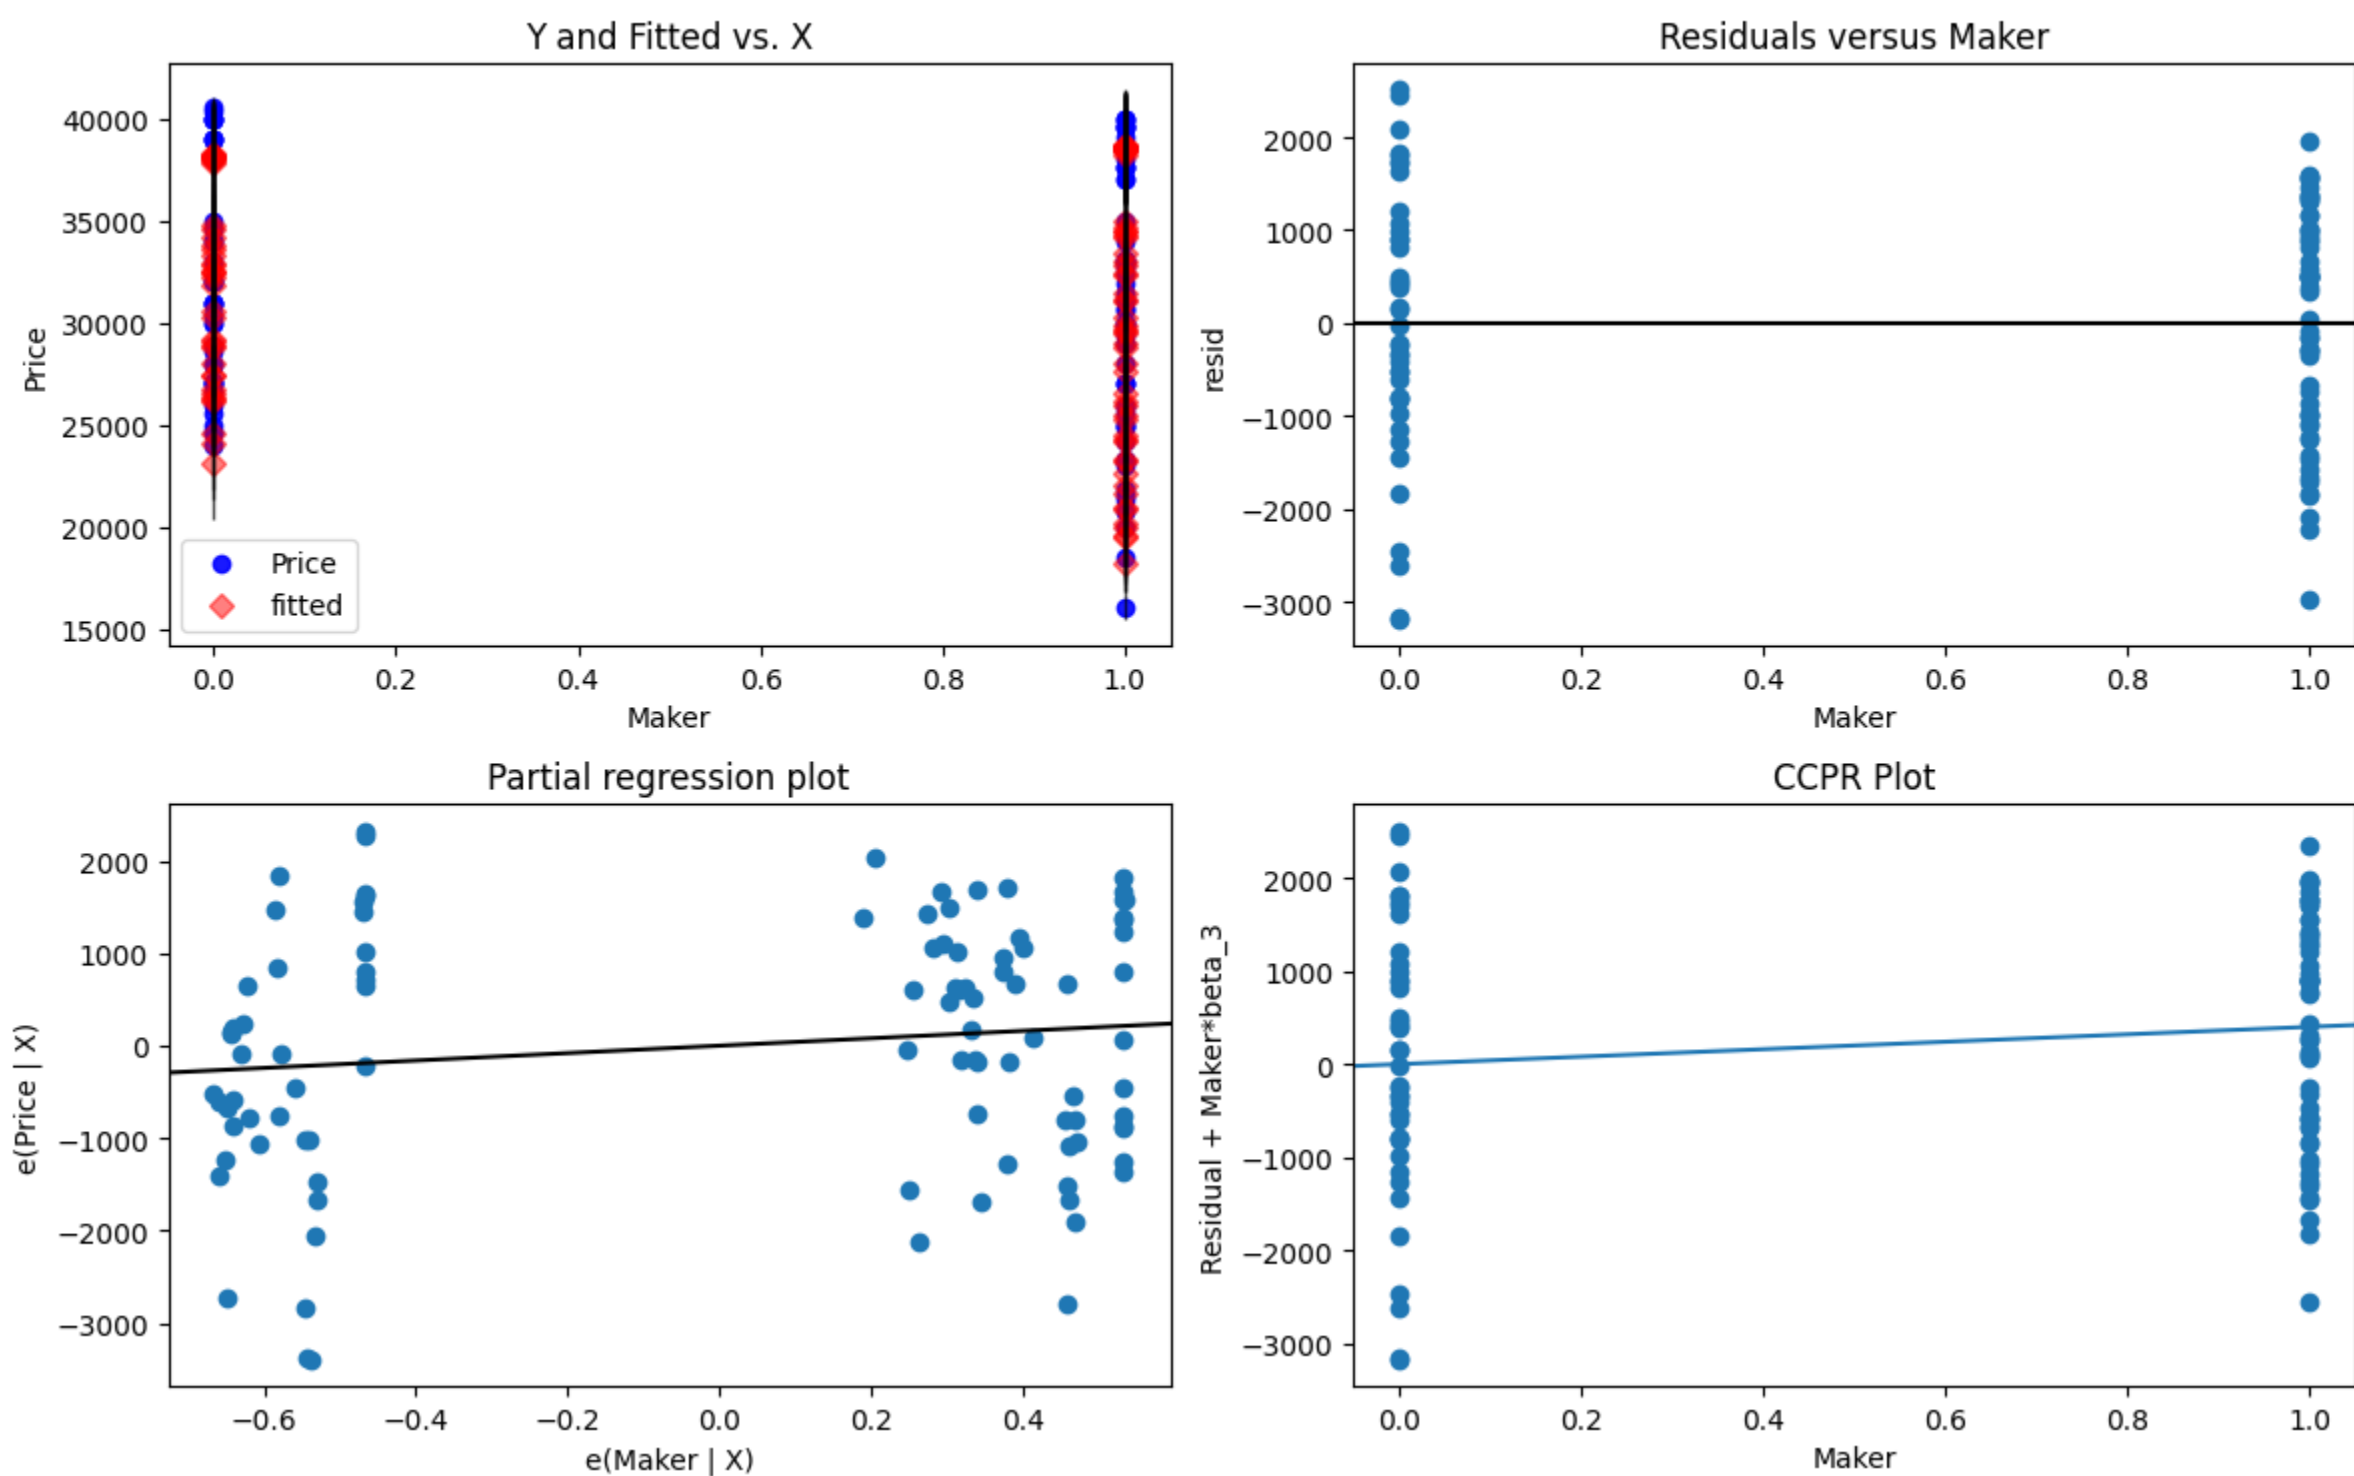 Y and Fitted vs. X
40000
35000
30000
25000
20000
15000
Price
Price
fitted
0.0 0.2 0.4 0.6 0.8 1.0
Maker
Residuals versus Maker
2000
1000
0
−1000
−2000
−3000
resid
0.0 0.2 0.4 0.6 0.8 1.0
Maker
Partial regression plot
2000
1000
0
−1000
−2000
−3000
e(Price | X)
−0.6 −0.4 −0.2 0.0 0.2 0.4
e(Maker | X)
CCPR Plot
2000
1000
0
−1000
−2000
−3000
Residual + Maker*beta_3
0.0 0.2 0.4 0.6 0.8 1.0
Maker